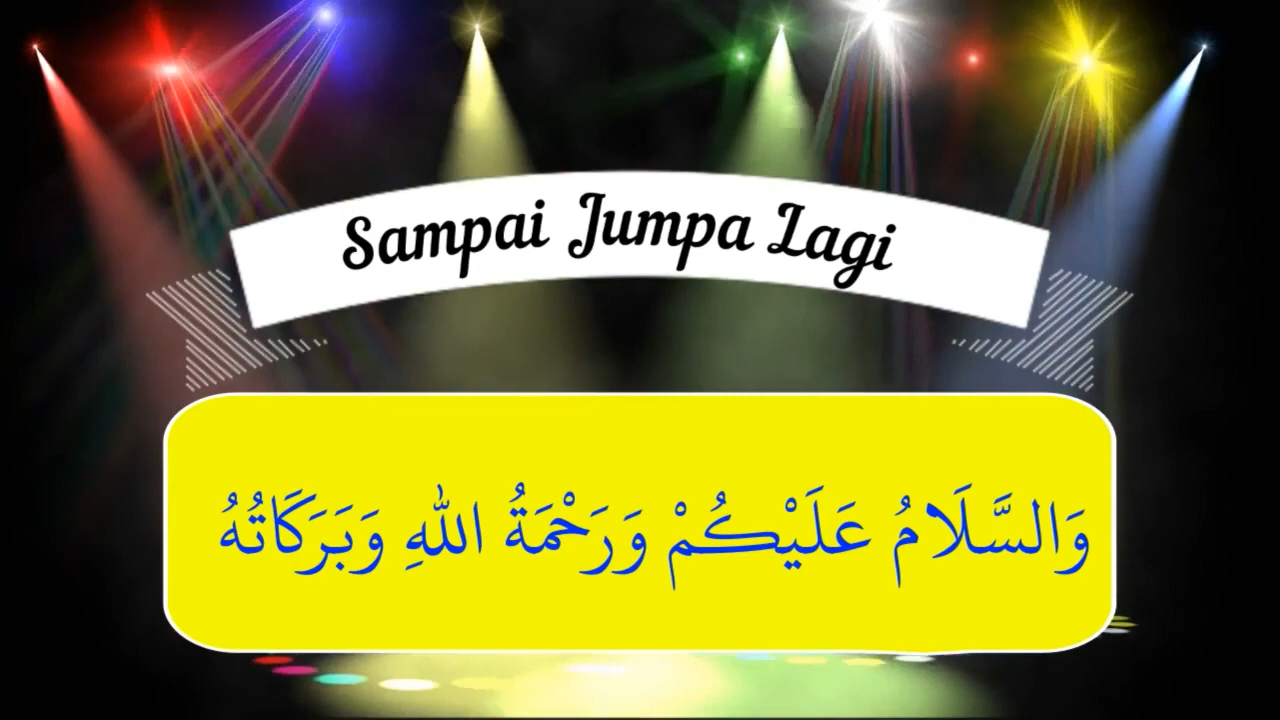 Sampai Jumpa Lagi
وَالسَّلَامُ عَلَيْكُمْ وَرَحْمَةُ اللهِ وَبَرَكَاتُهُ